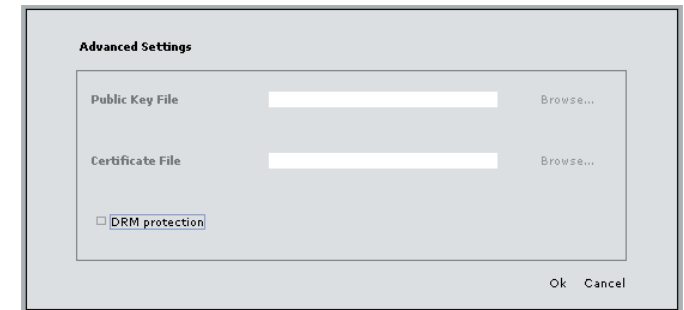 Advanced Settings
Public Key File Browse...
Certificate File Browse...
DRM protection
Ok Cancel